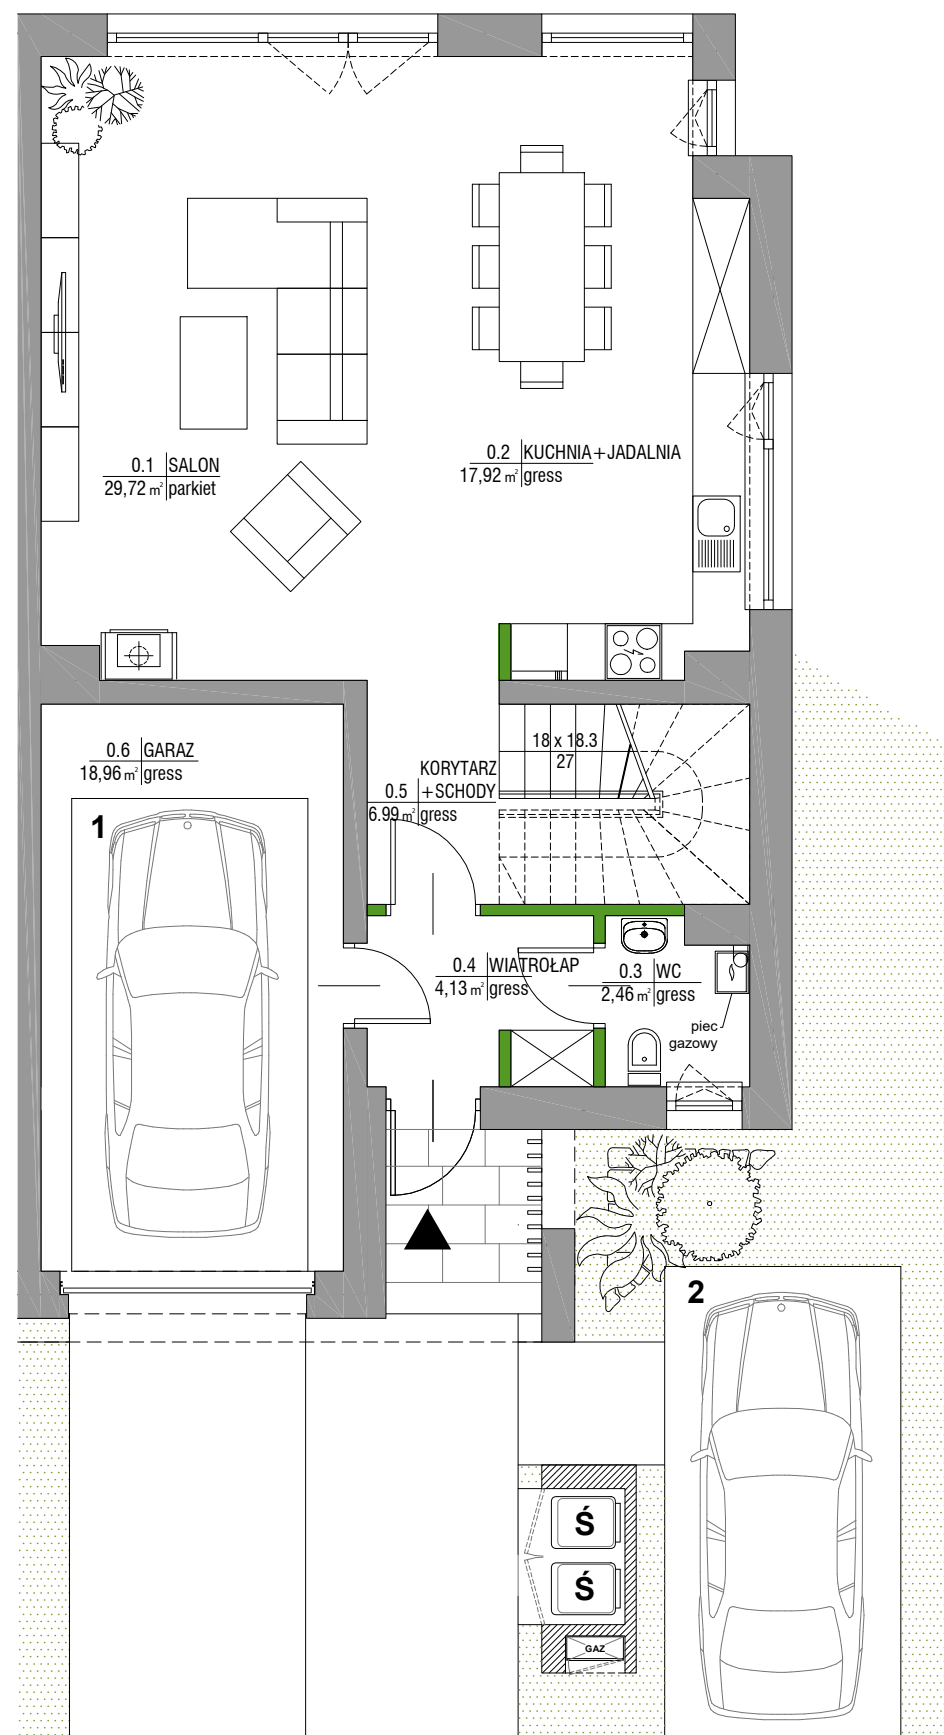 0.1 SALON
29,72 m² parkiet
0.2 KUCHNIA+JADALNIA
17,92 m² gress
18 x 18.3
27
0.6 GARAZ
18,96 m² gress
KORYTARZ
0.5 +SCHODY
6.99 m² gress
1
0.4 WIATROŁAP
4,13 m² gress
0.3 WC
2,46 m² gress
piec
gazowy
2
Ś
Ś
GAZ